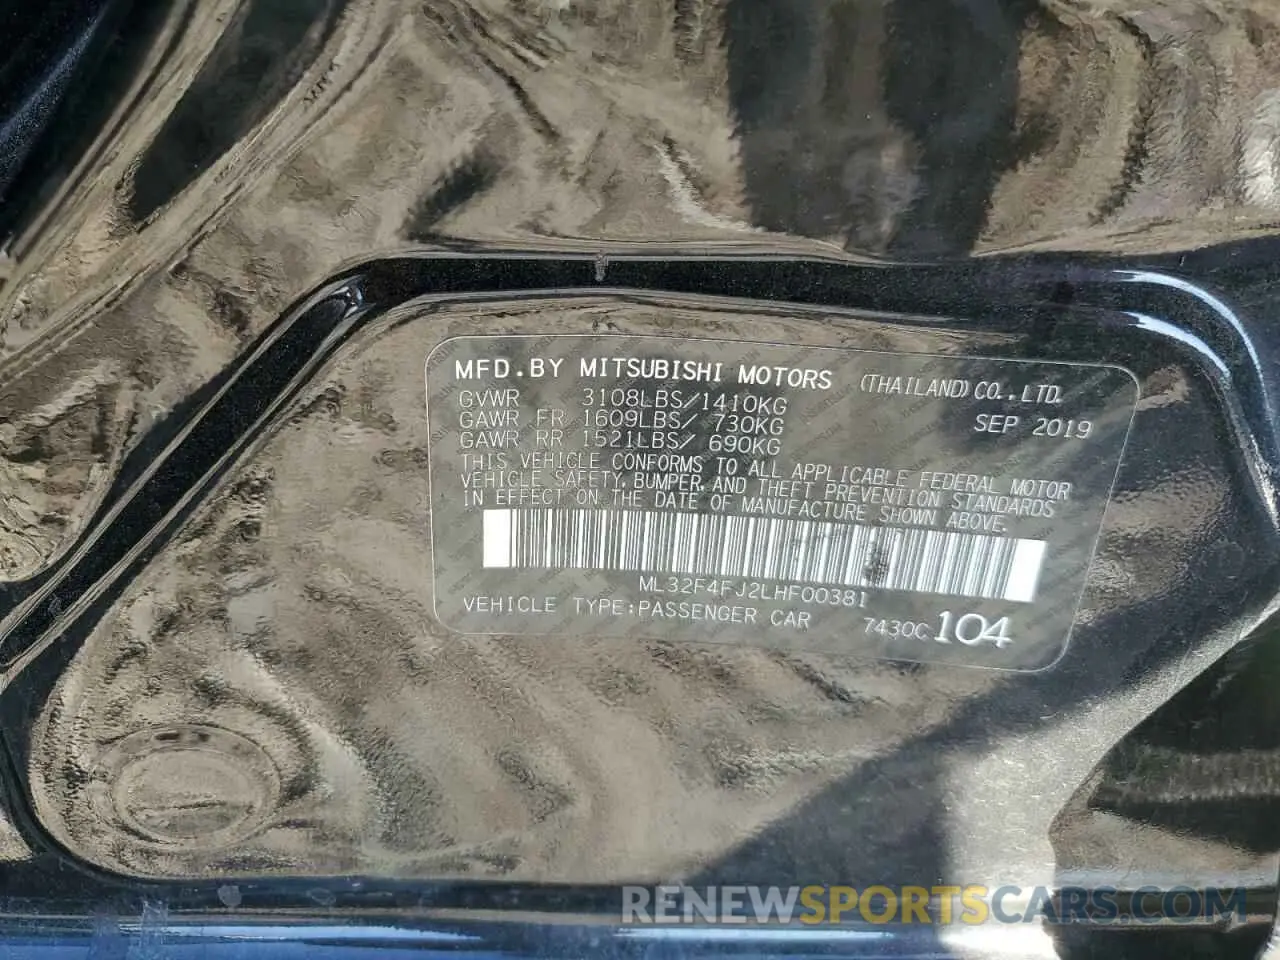 MFD.BY MITSUBISHI MOTORS (THAILAND)CO.,LTD.
GVWR 3108LBS/1410KG
GAWR FR 1609LBS/ 730KG SEP 2019
GAWR RR 1521LBS/ 690KG
THIS VEHICLE CONFORMS TO ALL APPLICABLE FEDERAL MOTOR
VEHICLE SAFETY, BUMPER, AND THEFT PREVENTION STANDARDS
IN EFFECT ON THE DATE OF MANUFACTURE SHOWN ABOVE.
ML32F4FJ2LHF00381
VEHICLE TYPE:PASSENGER CAR 7430C 104
RENEWSPORTSCARS.COM